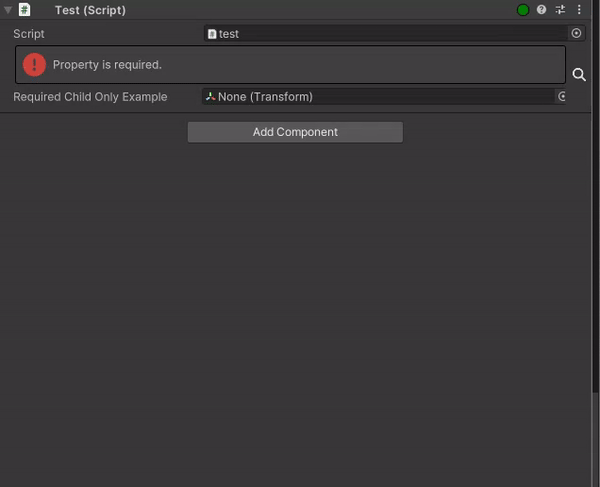 Test (Script)
Script test
Property is required.
Required Child Only Example None (Transform)
Add Component